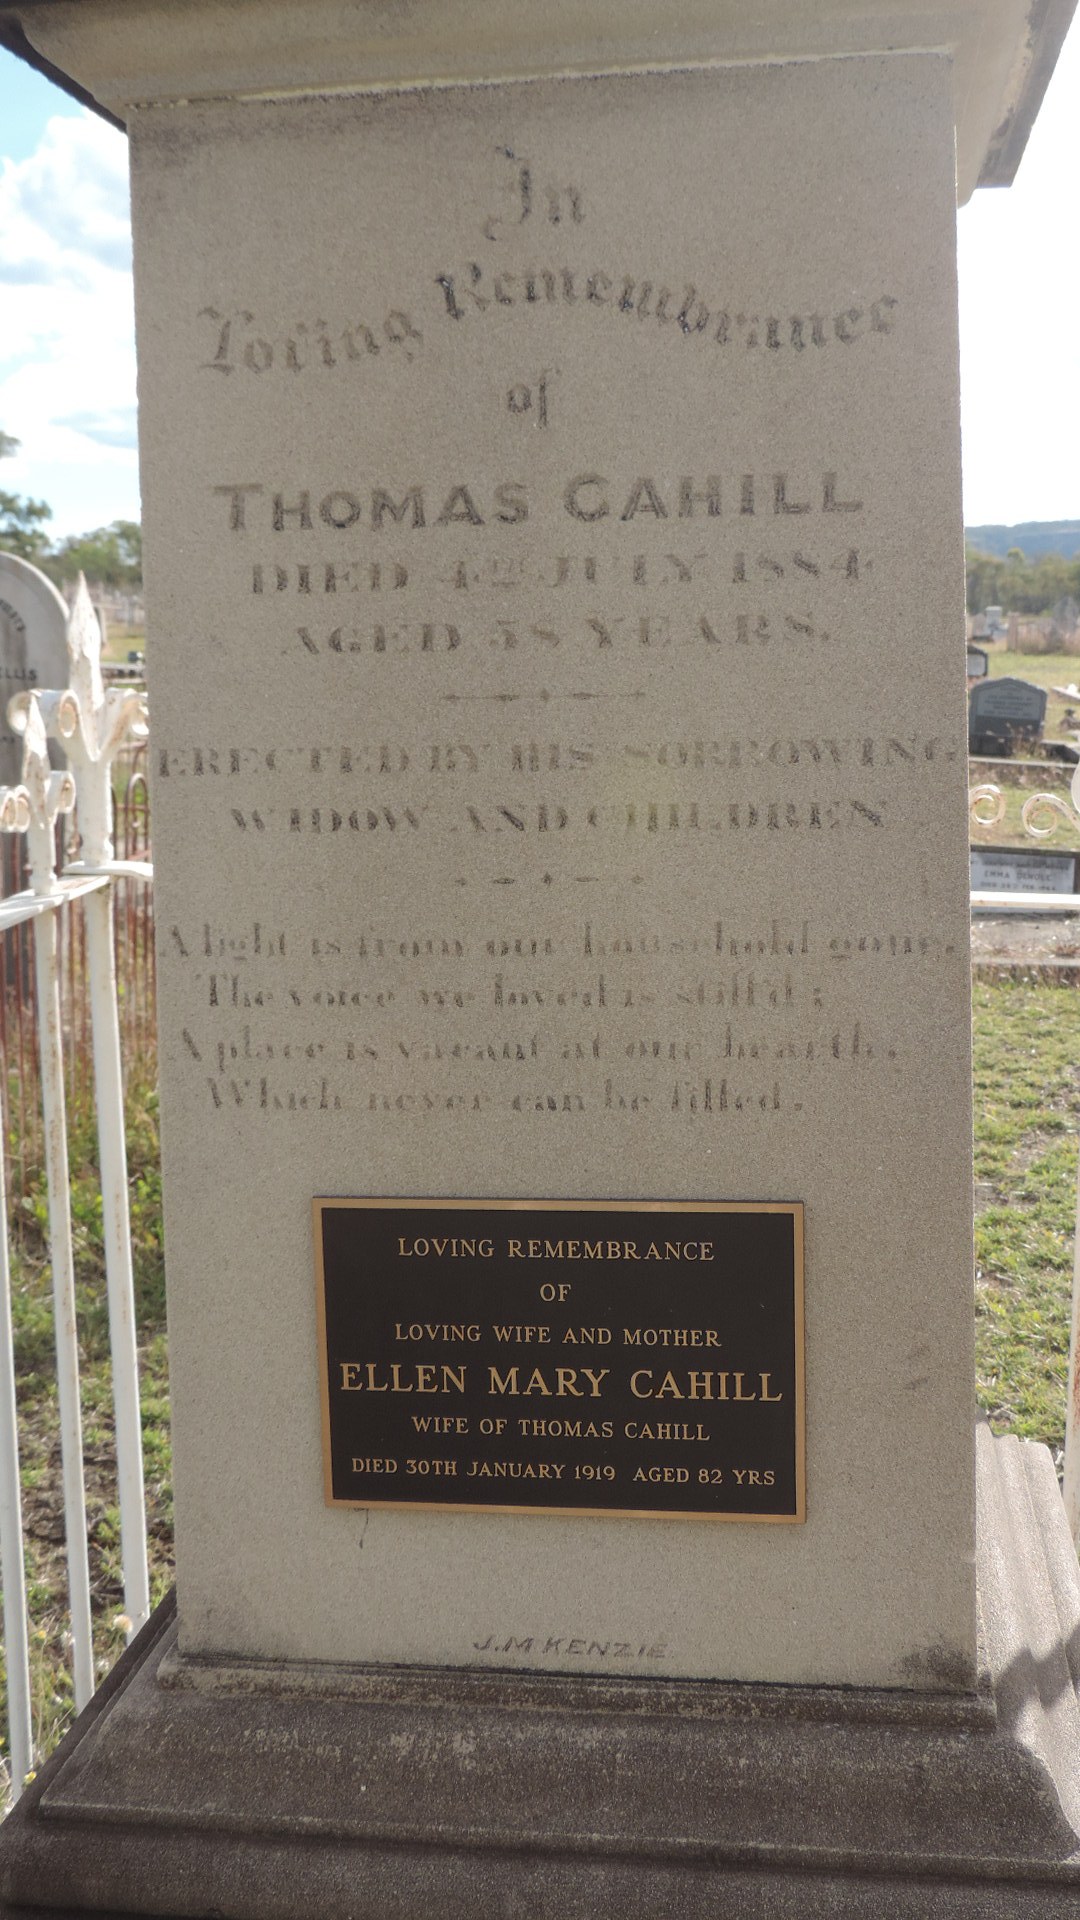 In
Loving Remembrance
of
THOMAS CAHILL
DIED 4TH JULY 1884
AGED 58 YEARS.
ERECTED BY HIS SORROWING
WIDOW AND CHILDREN
A light is from our household gone,
The voice we loved is still'd;
A place is vacant at our hearth,
Which never can be filled.
LOVING REMEMBRANCE
OF
LOVING WIFE AND MOTHER
ELLEN MARY CAHILL
WIFE OF THOMAS CAHILL
DIED 30TH JANUARY 1919 AGED 82 YRS
J. MKENZIE
ELLIS
EMMA